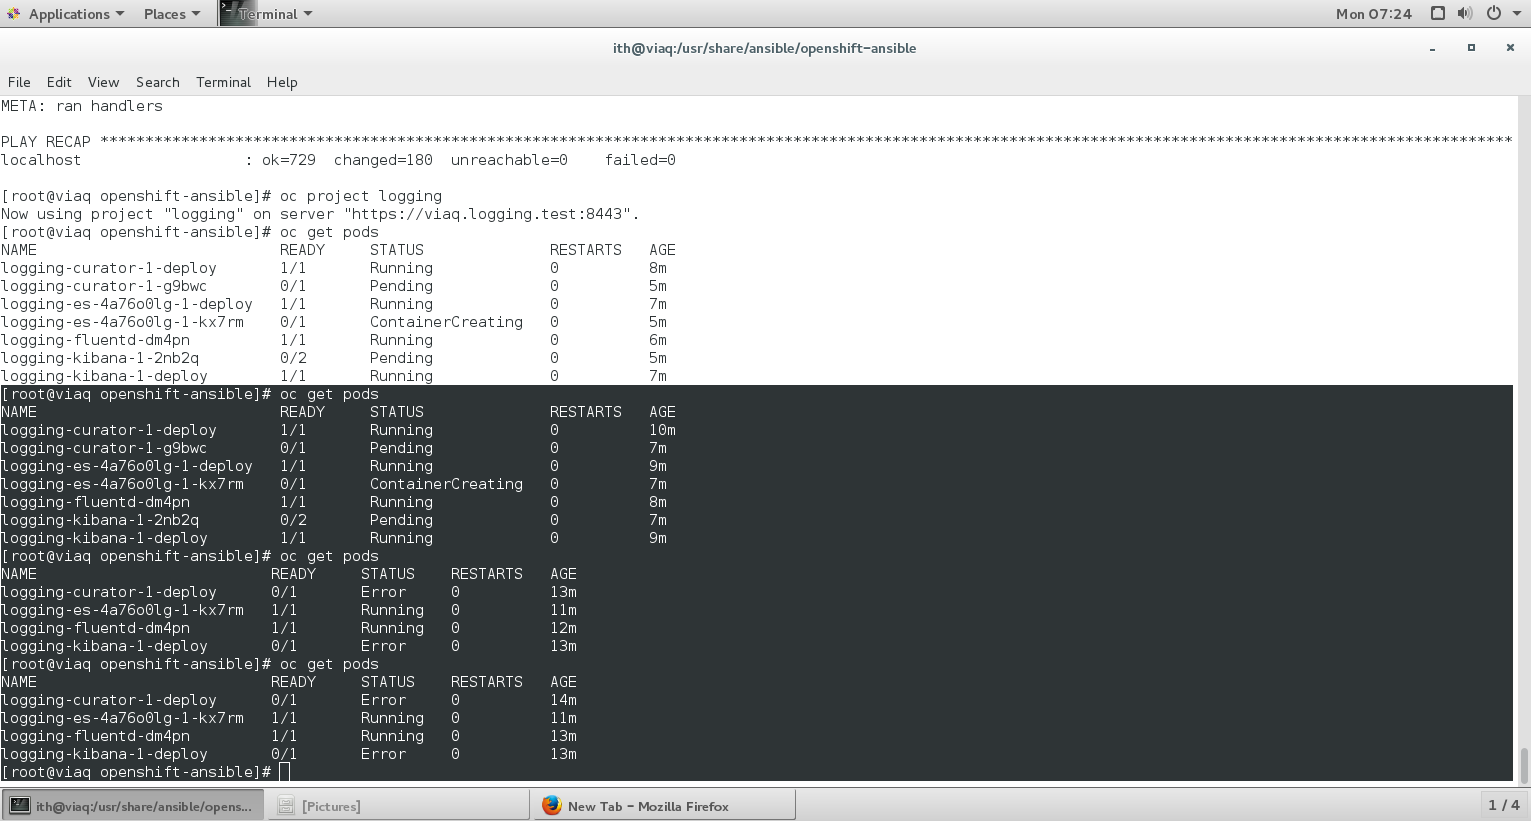 Applications Places Terminal Mon 07:24
ith@viaq:/usr/share/ansible/openshift-ansible
File Edit View Search Terminal Help
META: ran handlers
PLAY RECAP *************************************************************************************************************************************************************
localhost : ok=729 changed=180 unreachable=0 failed=0
[root@viaq openshift-ansible]# oc project logging
Now using project "logging" on server "https://viaq.logging.test:8443".
[root@viaq openshift-ansible]# oc get pods
NAME READY STATUS RESTARTS AGE
logging-curator-1-deploy 1/1 Running 0 8m
logging-curator-1-g9bwc 0/1 Pending 0 5m
logging-es-4a76o0lg-1-deploy 1/1 Running 0 7m
logging-es-4a76o0lg-1-kx7rm 0/1 ContainerCreating 0 5m
logging-fluentd-dm4pn 1/1 Running 0 6m
logging-kibana-1-2nb2q 0/2 Pending 0 5m
logging-kibana-1-deploy 1/1 Running 0 7m
[root@viaq openshift-ansible]# oc get pods
NAME READY STATUS RESTARTS AGE
logging-curator-1-deploy 1/1 Running 0 10m
logging-curator-1-g9bwc 0/1 Pending 0 7m
logging-es-4a76o0lg-1-deploy 1/1 Running 0 9m
logging-es-4a76o0lg-1-kx7rm 0/1 ContainerCreating 0 7m
logging-fluentd-dm4pn 1/1 Running 0 8m
logging-kibana-1-2nb2q 0/2 Pending 0 7m
logging-kibana-1-deploy 1/1 Running 0 9m
[root@viaq openshift-ansible]# oc get pods
NAME READY STATUS RESTARTS AGE
logging-curator-1-deploy 0/1 Error 0 13m
logging-es-4a76o0lg-1-kx7rm 1/1 Running 0 11m
logging-fluentd-dm4pn 1/1 Running 0 12m
logging-kibana-1-deploy 0/1 Error 0 13m
[root@viaq openshift-ansible]# oc get pods
NAME READY STATUS RESTARTS AGE
logging-curator-1-deploy 0/1 Error 0 14m
logging-es-4a76o0lg-1-kx7rm 1/1 Running 0 11m
logging-fluentd-dm4pn 1/1 Running 0 13m
logging-kibana-1-deploy 0/1 Error 0 13m
[root@viaq openshift-ansible]#
ith@viaq:/usr/share/ansible/opens... [Pictures] New Tab - Mozilla Firefox 1 / 4